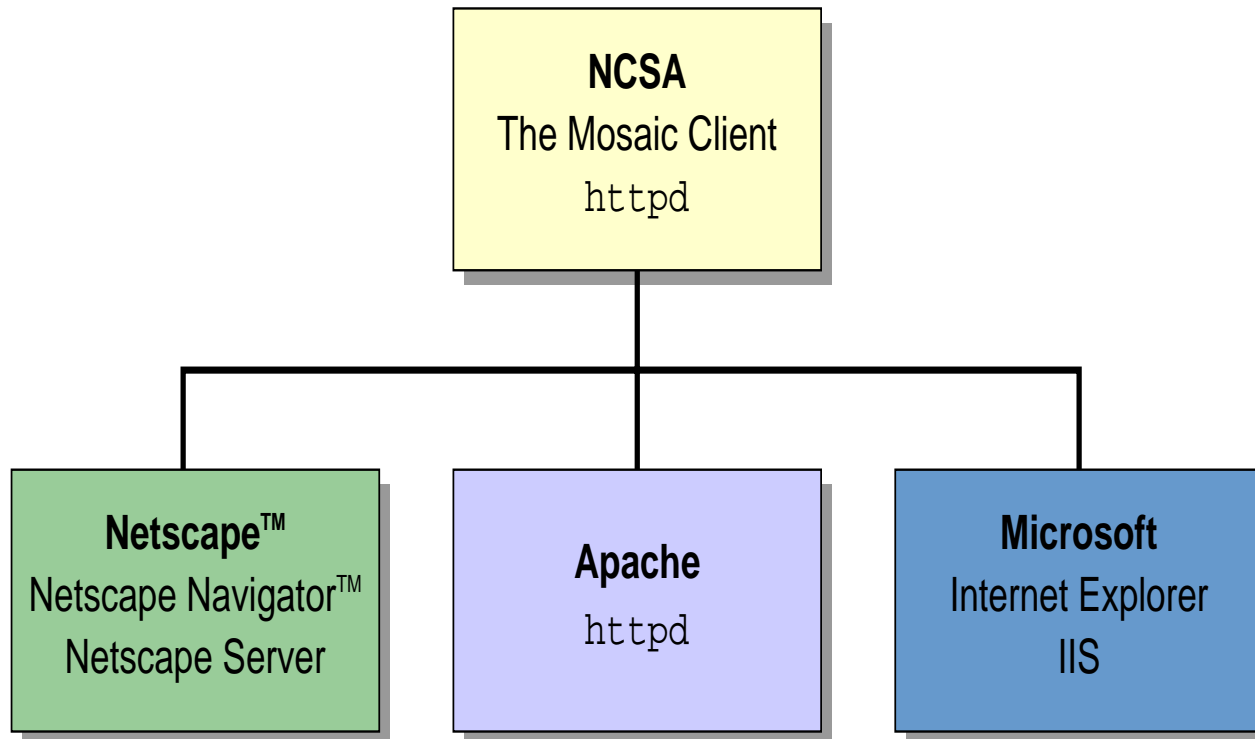 NCSA
The Mosaic Client
httpd
Netscape™
Netscape Navigator™
Netscape Server
Apache
httpd
Microsoft
Internet Explorer
IIS